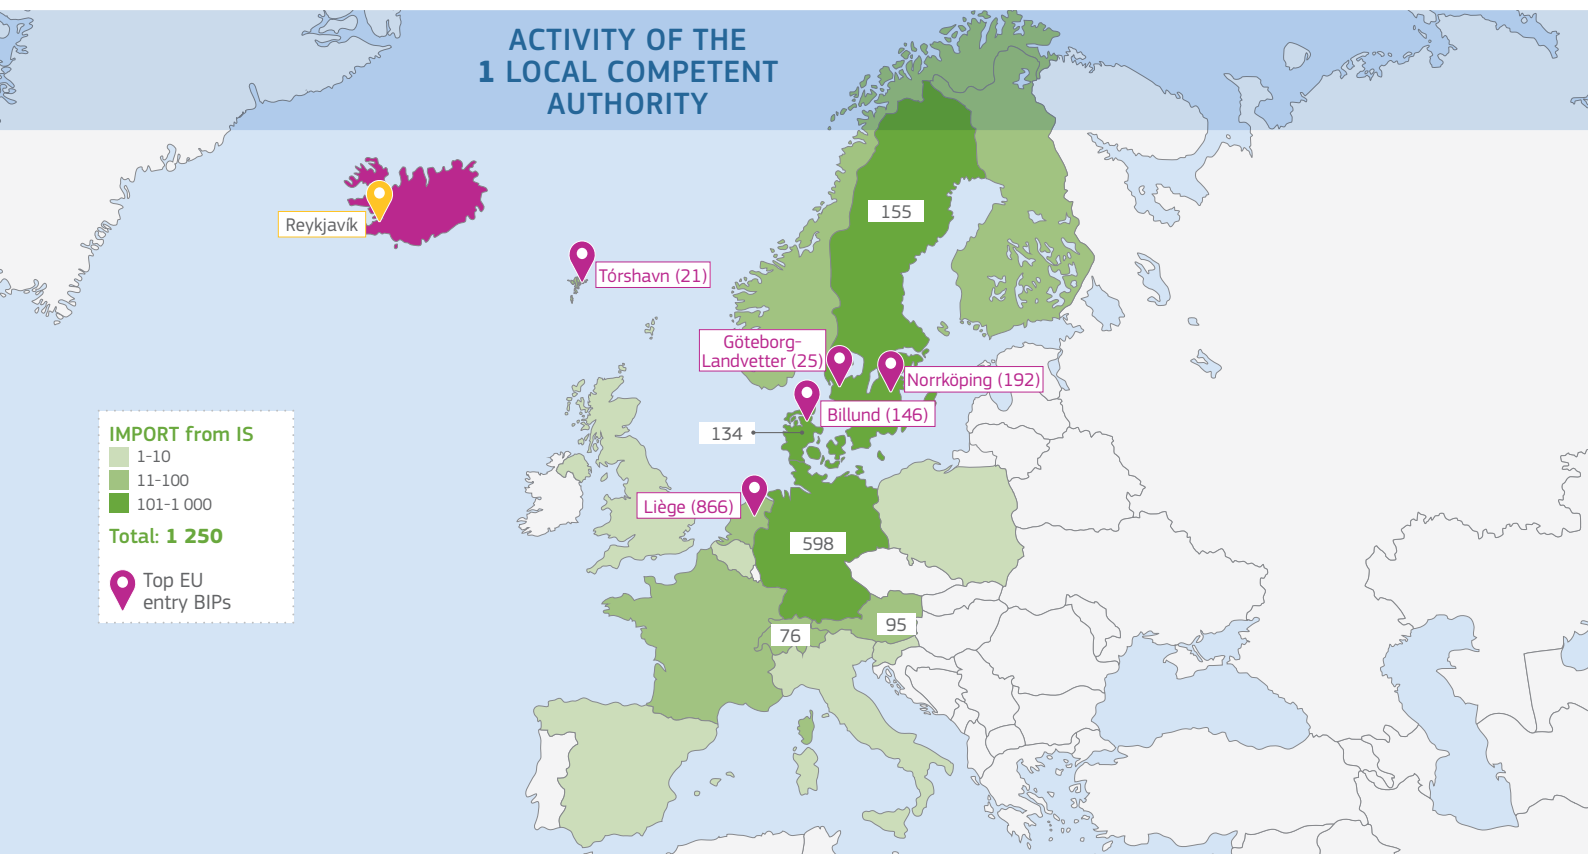 ACTIVITY OF THE
1 LOCAL COMPETENT
AUTHORITY
Reykjavík
155
Tórshavn (21)
Göteborg-
Landvetter (25)
Norrköping (192)
Billund (146)
134
Liège (866)
598
95
76
IMPORT from IS
1-10
11-100
101-1 000
Total: 1 250
Top EU
entry BIPs